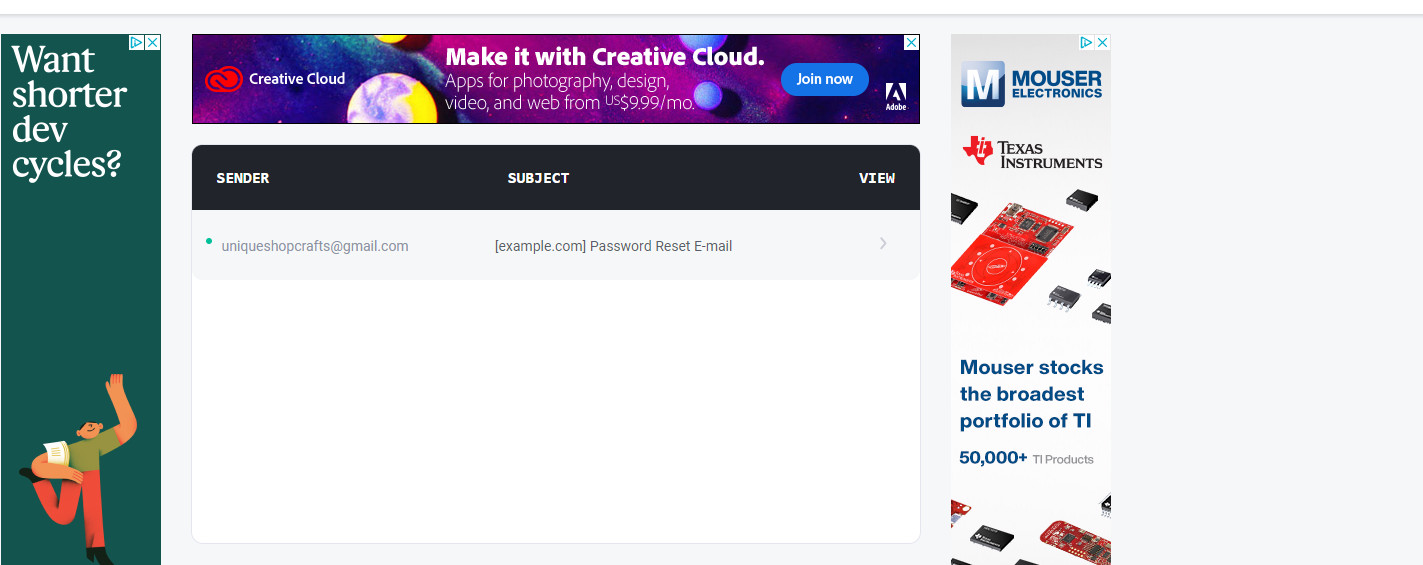 Want
shorter
dev
cycles?
Creative Cloud
Make it with Creative Cloud.
Apps for photography, design,
video, and web from US$9.99/mo.
Join now
Adobe
SENDER SUBJECT VIEW
uniqueshopcrafts@gmail.com [example.com] Password Reset E-mail
M MOUSER
ELECTRONICS
TEXAS
INSTRUMENTS
Mouser stocks
the broadest
portfolio of TI
50,000+ TI Products